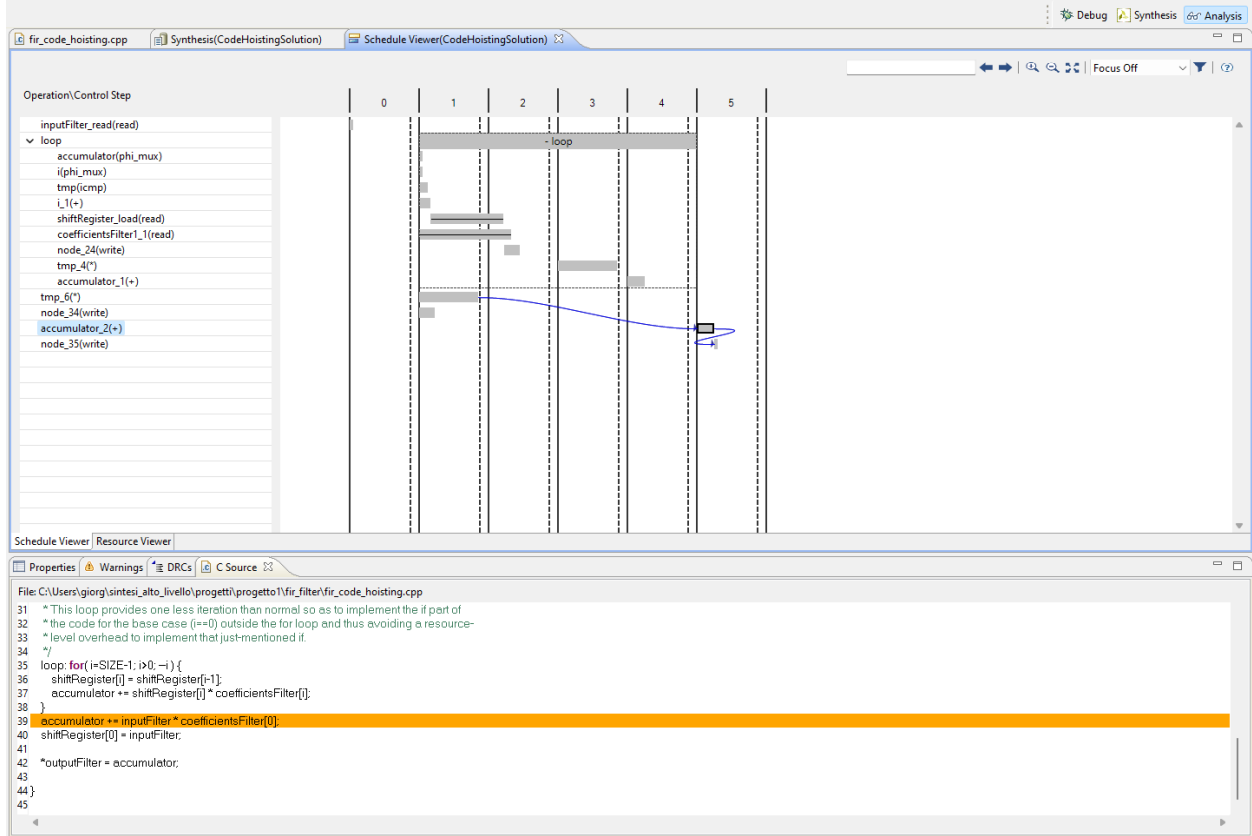 Debug Synthesis Analysis
fir_code_hoisting.cpp Synthesis(CodeHoistingSolution) Schedule Viewer(CodeHoistingSolution)
Focus Off
Operation\Control Step 0 1 2 3 4 5
inputFilter_read(read)
loop - loop
accumulator(phi_mux)
i(phi_mux)
tmp(icmp)
i_1(+)
shiftRegister_load(read)
coefficientsFilter1_1(read)
node_24(write)
tmp_4(*)
accumulator_1(+)
tmp_6(*)
node_34(write)
accumulator_2(+)
node_35(write)
Schedule Viewer Resource Viewer
Properties Warnings DRCs C Source
File: C:\Users\giorg\sintesi_alto_livello\progetti\progetto1\fir_filter\fir_code_hoisting.cpp
31 * This loop provides one less iteration than normal so as to implement the if part of
32 * the code for the base case (i==0) outside the for loop and thus avoiding a resource-
33 * level overhead to implement that just-mentioned if.
34 */
35 loop: for( i=SIZE-1; i>0; --i ) {
36 shiftRegister[i] = shiftRegister[i-1];
37 accumulator += shiftRegister[i] * coefficientsFilter[i];
38 }
39 accumulator += inputFilter * coefficientsFilter[0];
40 shiftRegister[0] = inputFilter;
41
42 *outputFilter = accumulator;
43
44 }
45